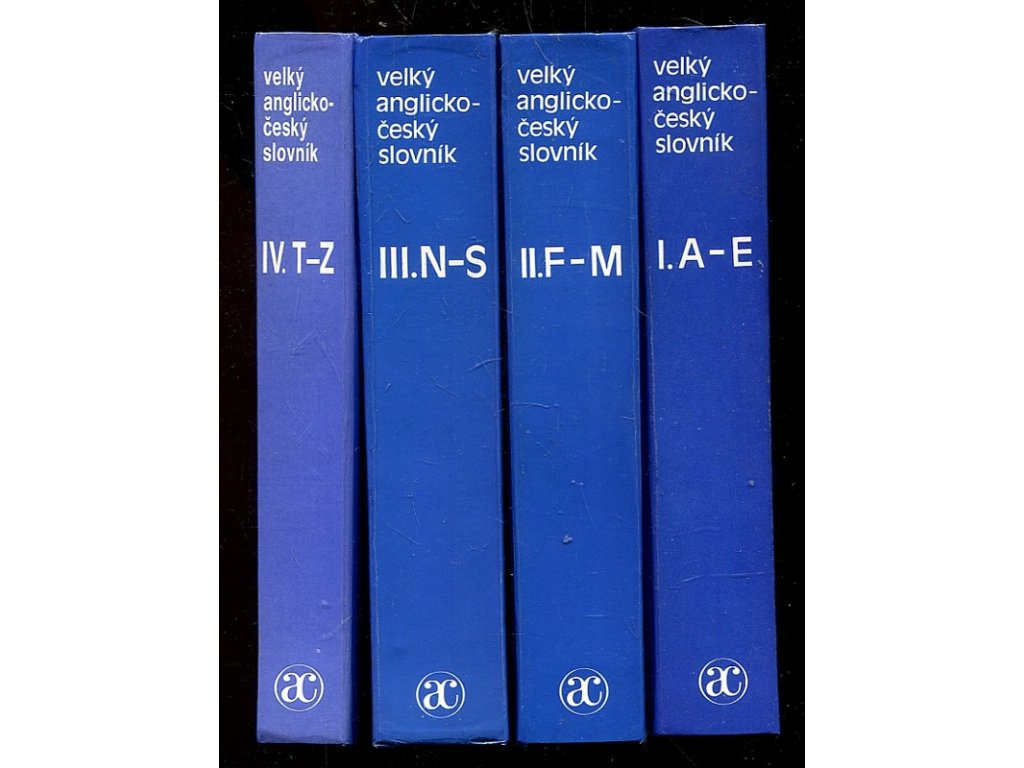 velký
anglicko-
český
slovník
IV. T–Z
ac
velký
anglicko-
český
slovník
III.N–S
ac
velký
anglicko-
český
slovník
II.F–M
ac
velký
anglicko-
český
slovník
I.A–E
ac